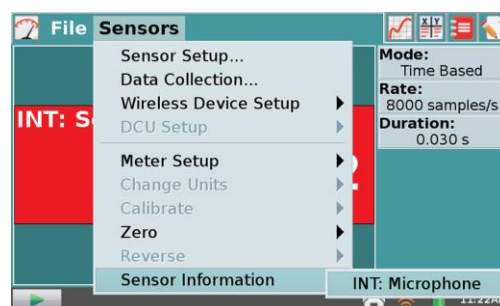 File Sensors
Sensor Setup...
Data Collection...
Wireless Device Setup
DCU Setup
Meter Setup
Change Units
Calibrate
Zero
Reverse
Sensor Information
INT: Microphone
INT:
Mode:
Time Based
Rate:
8000 samples/s
Duration:
0.030 s